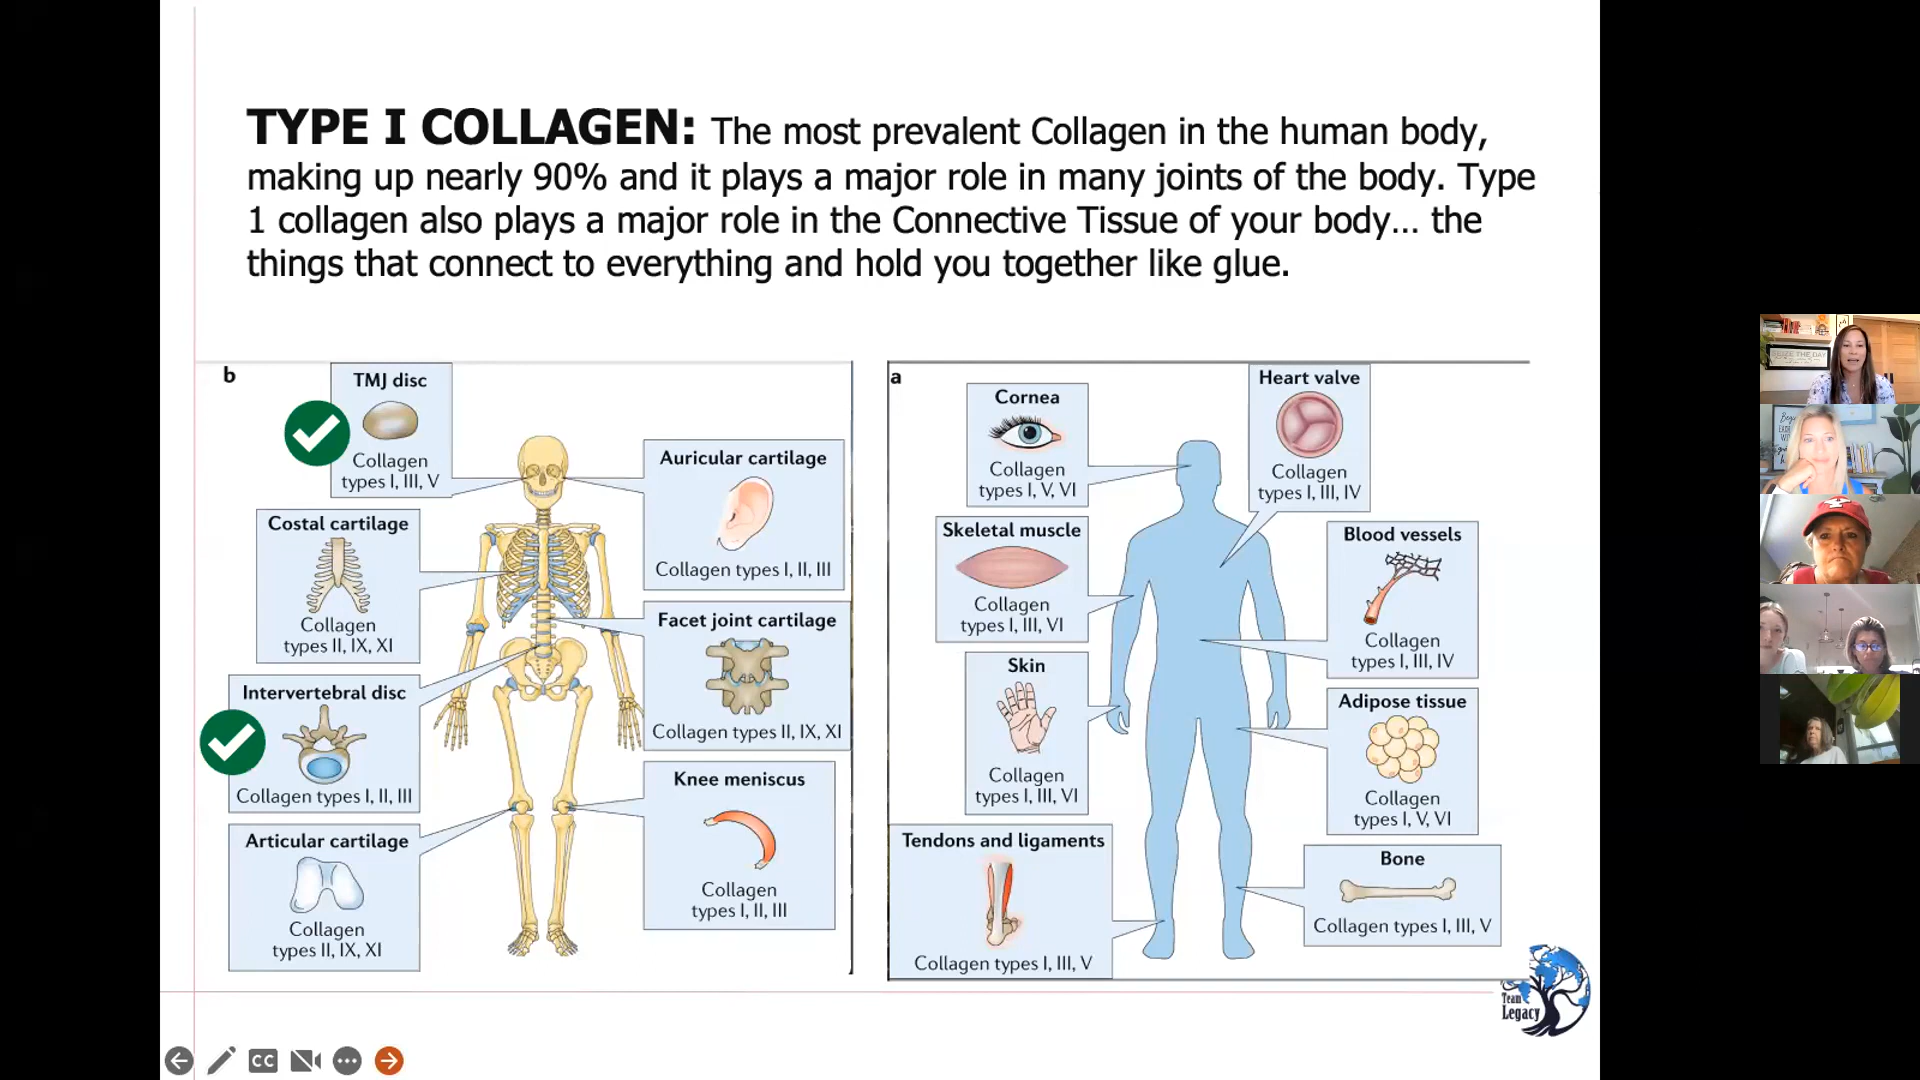 TYPE I COLLAGEN: The most prevalent Collagen in the human body,
making up nearly 90% and it plays a major role in many joints of the body. Type
1 collagen also plays a major role in the Connective Tissue of your body... the
things that connect to everything and hold you together like glue.
b
TMJ disc
Collagen
types I, III, V
Auricular cartilage
Collagen types I, II, III
Costal cartilage
Collagen
types II, IX, XI
Facet joint cartilage
Collagen types II, IX, XI
Intervertebral disc
Collagen types I, II, III
Knee meniscus
Collagen
types I, II, III
Articular cartilage
Collagen
types II, IX, XI
a
Cornea
Collagen
types I, V, VI
Heart valve
Collagen
types I, III, IV
Skeletal muscle
Collagen
types I, III, VI
Blood vessels
Collagen
types I, III, IV
Skin
Collagen
types I, III, VI
Adipose tissue
Collagen
types I, V, VI
Tendons and ligaments
Collagen types I, III, V
Bone
Collagen types I, III, V
Team
Legacy
CC